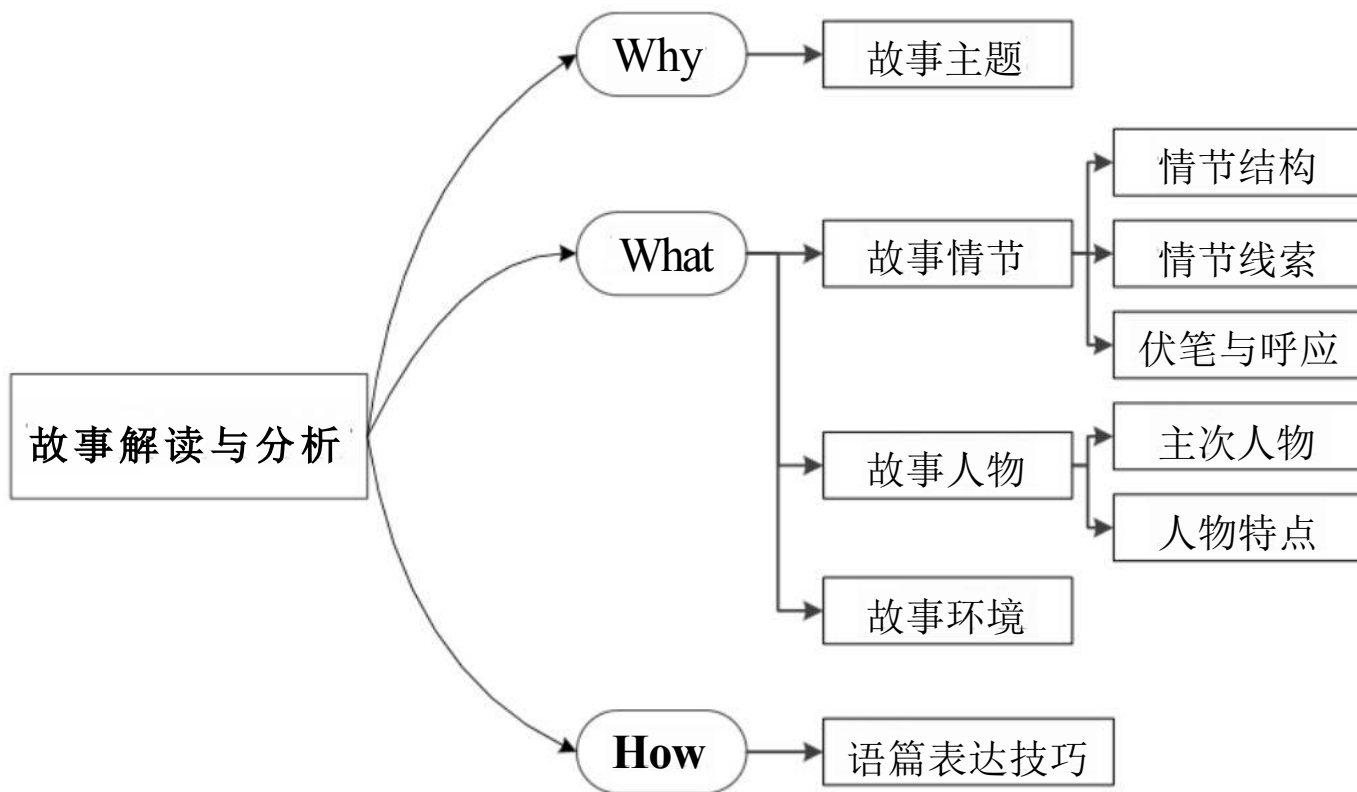 Why
故事主题
情节结构
What
故事情节
情节线索
伏笔与呼应
故事解读与分析
故事人物
主次人物
人物特点
故事环境
How
语篇表达技巧